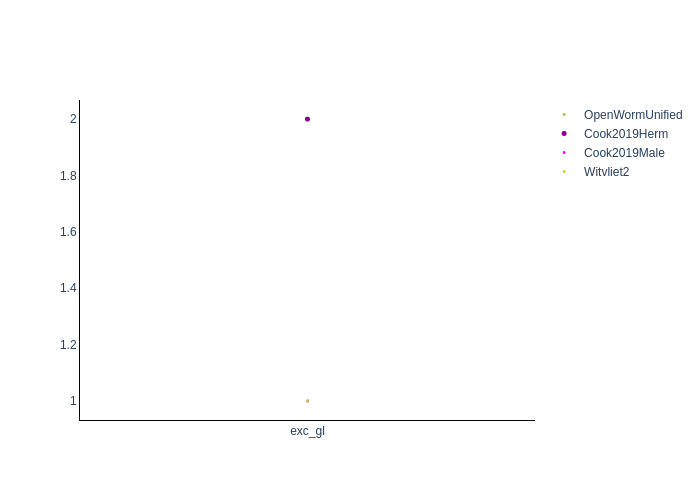 2
1.8
1.6
1.4
1.2
1
exc_gl
OpenWormUnified
Cook2019Herm
Cook2019Male
Witvliet2